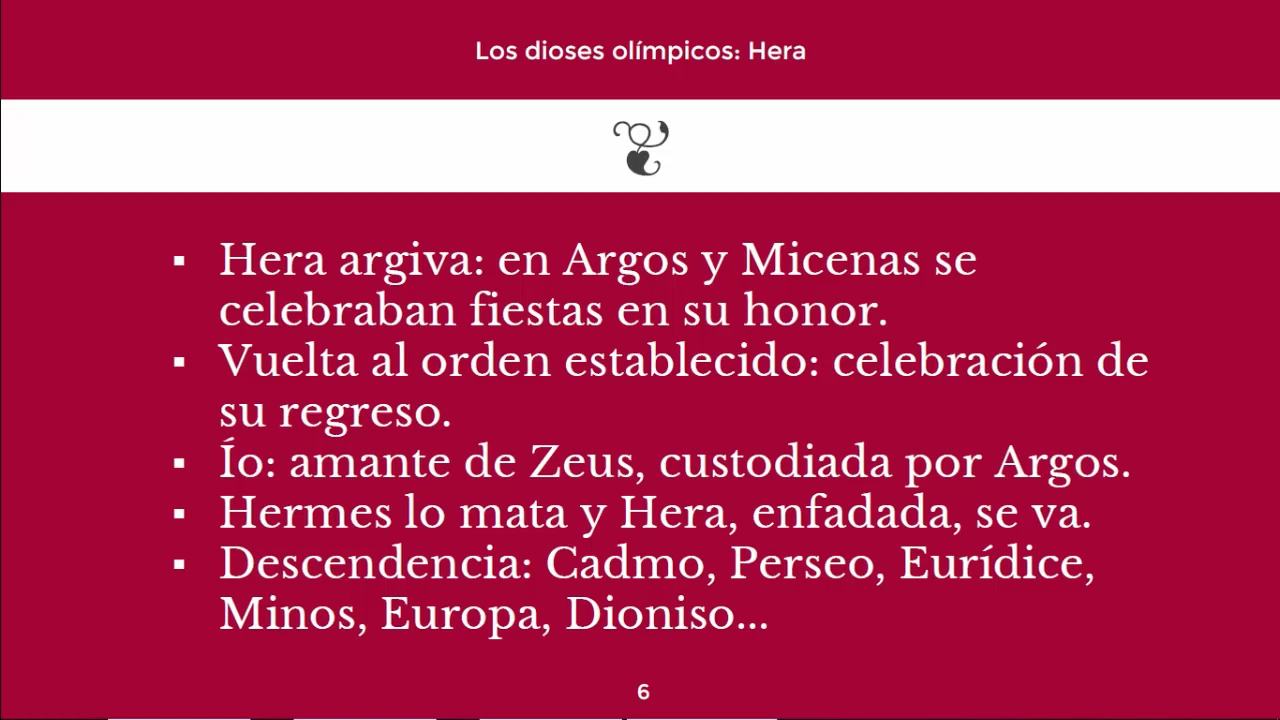 Los dioses olímpicos: Hera
▪ Hera argiva: en Argos y Micenas se
celebraban fiestas en su honor.
▪ Vuelta al orden establecido: celebración de
su regreso.
▪ Ío: amante de Zeus, custodiada por Argos.
▪ Hermes lo mata y Hera, enfadada, se va.
▪ Descendencia: Cadmo, Perseo, Eurídice,
Minos, Europa, Dioniso...
6